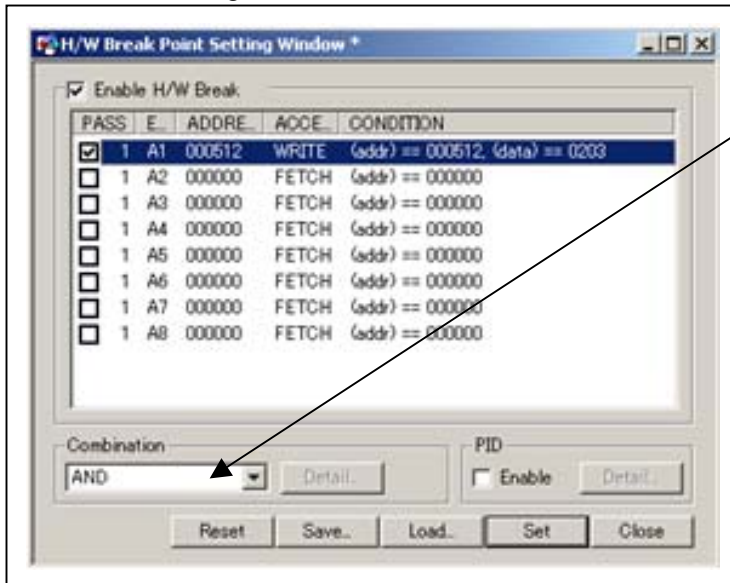 H/W Break Point Setting Window *
Enable H/W Break
PASS E... ADDRE... ACCE... CONDITION
1 A1 000512 WRITE (addr) == 000512, (data) == 0203
1 A2 000000 FETCH (addr) == 000000
1 A3 000000 FETCH (addr) == 000000
1 A4 000000 FETCH (addr) == 000000
1 A5 000000 FETCH (addr) == 000000
1 A6 000000 FETCH (addr) == 000000
1 A7 000000 FETCH (addr) == 000000
1 A8 000000 FETCH (addr) == 000000
Combination PID
AND Detail... Enable Detail...
Reset Save... Load... Set Close